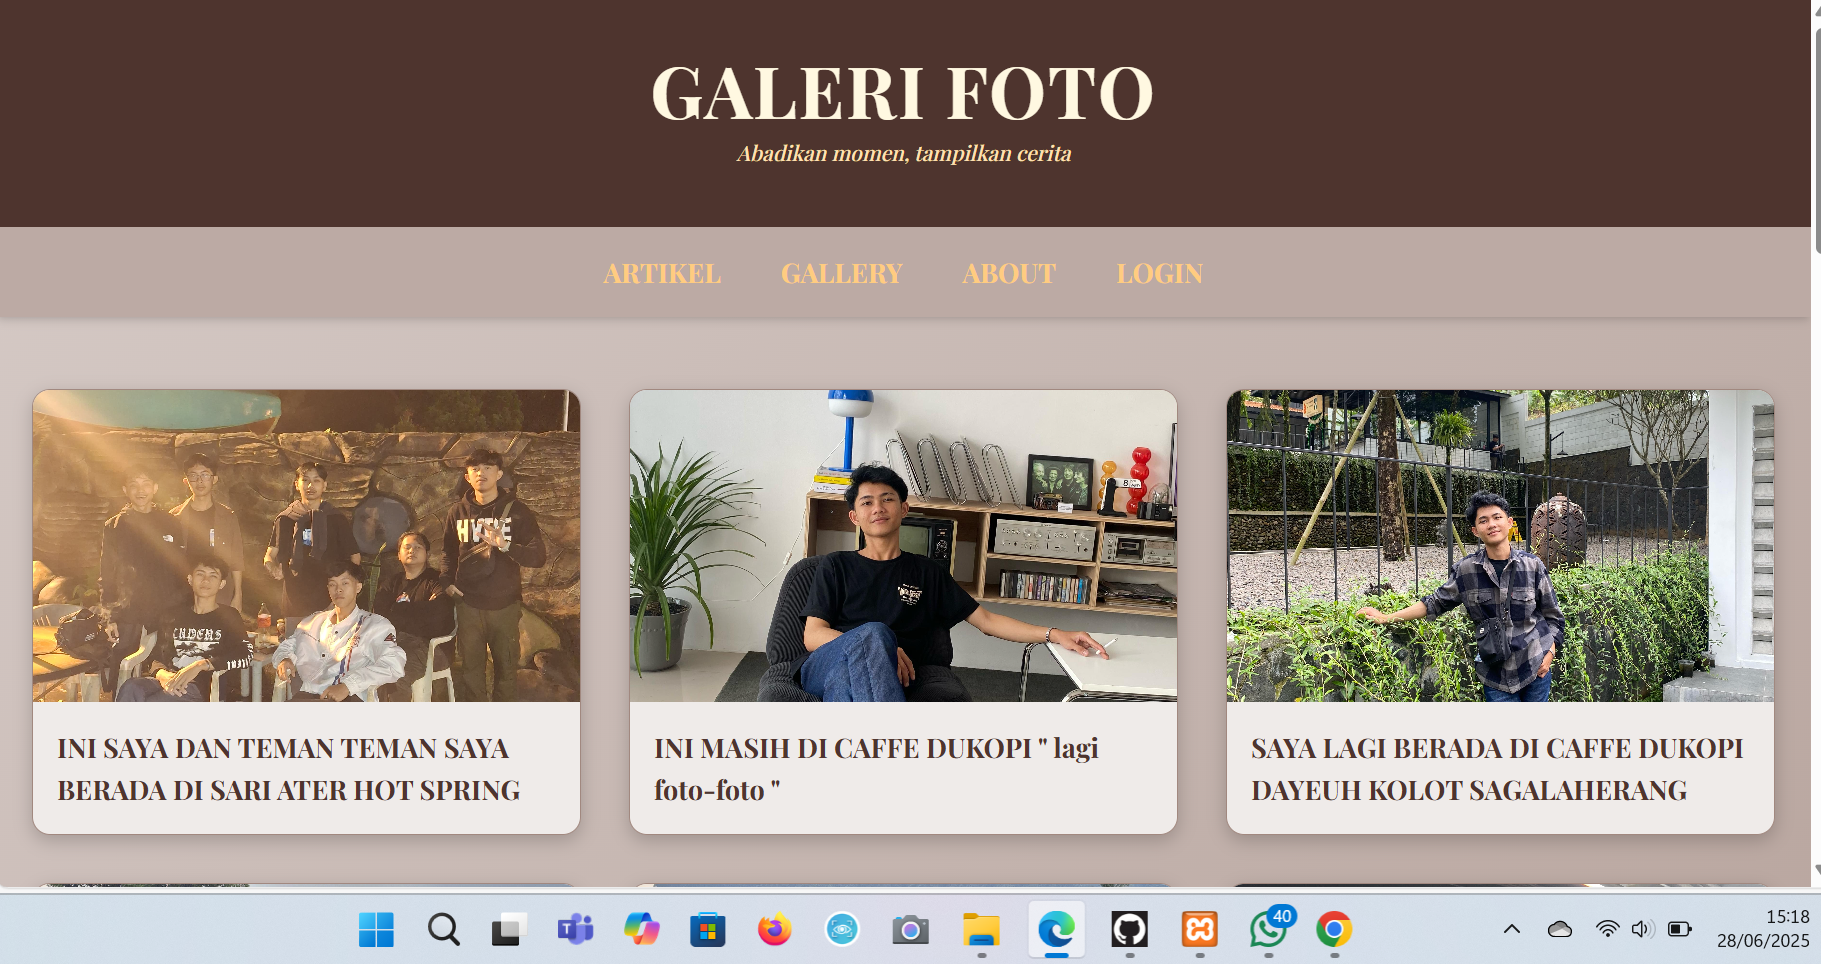 GALERI FOTO
Abadikan momen, tampilkan cerita
ARTIKEL GALLERY ABOUT LOGIN
HYPE
INI SAYA DAN TEMAN TEMAN SAYA
BERADA DI SARI ATER HOT SPRING
INI MASIH DI CAFFE DUKOPI " lagi
foto-foto "
SAYA LAGI BERADA DI CAFFE DUKOPI
DAYEUH KOLOT SAGALAHERANG
40
15:18
28/06/2025